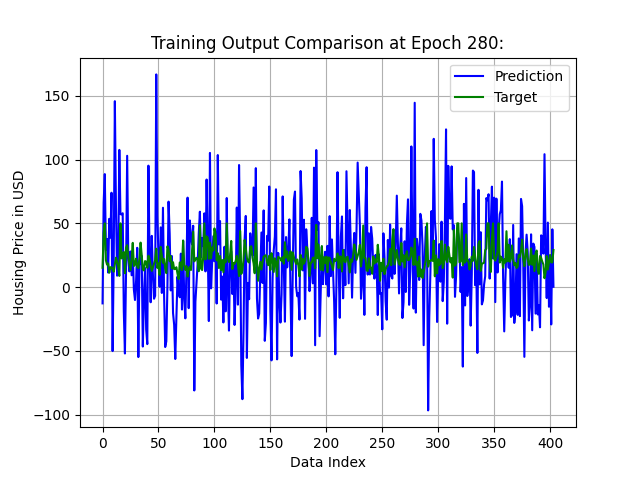 Training Output Comparison at Epoch 280:
Prediction
Target
Housing Price in USD
150
100
50
0
−50
−100
0 50 100 150 200 250 300 350 400
Data Index